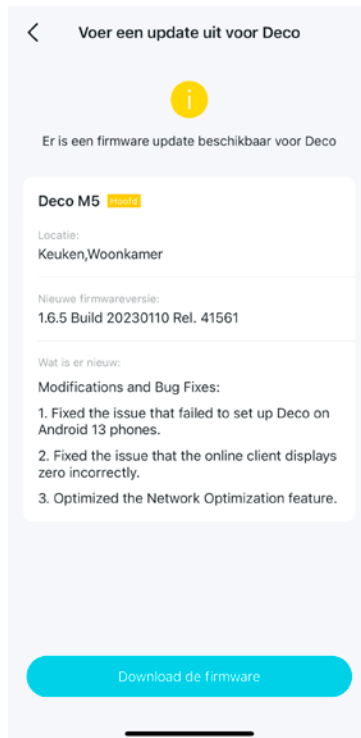 Voer een update uit voor Deco
Er is een firmware update beschikbaar voor Deco
Deco M5 Hoofd
Locatie:
Keuken,Woonkamer
Nieuwe firmwareversie:
1.6.5 Build 20230110 Rel. 41561
Wat is er nieuw:
Modifications and Bug Fixes:
1. Fixed the issue that failed to set up Deco on
Android 13 phones.
2. Fixed the issue that the online client displays
zero incorrectly.
3. Optimized the Network Optimization feature.
Download de firmware